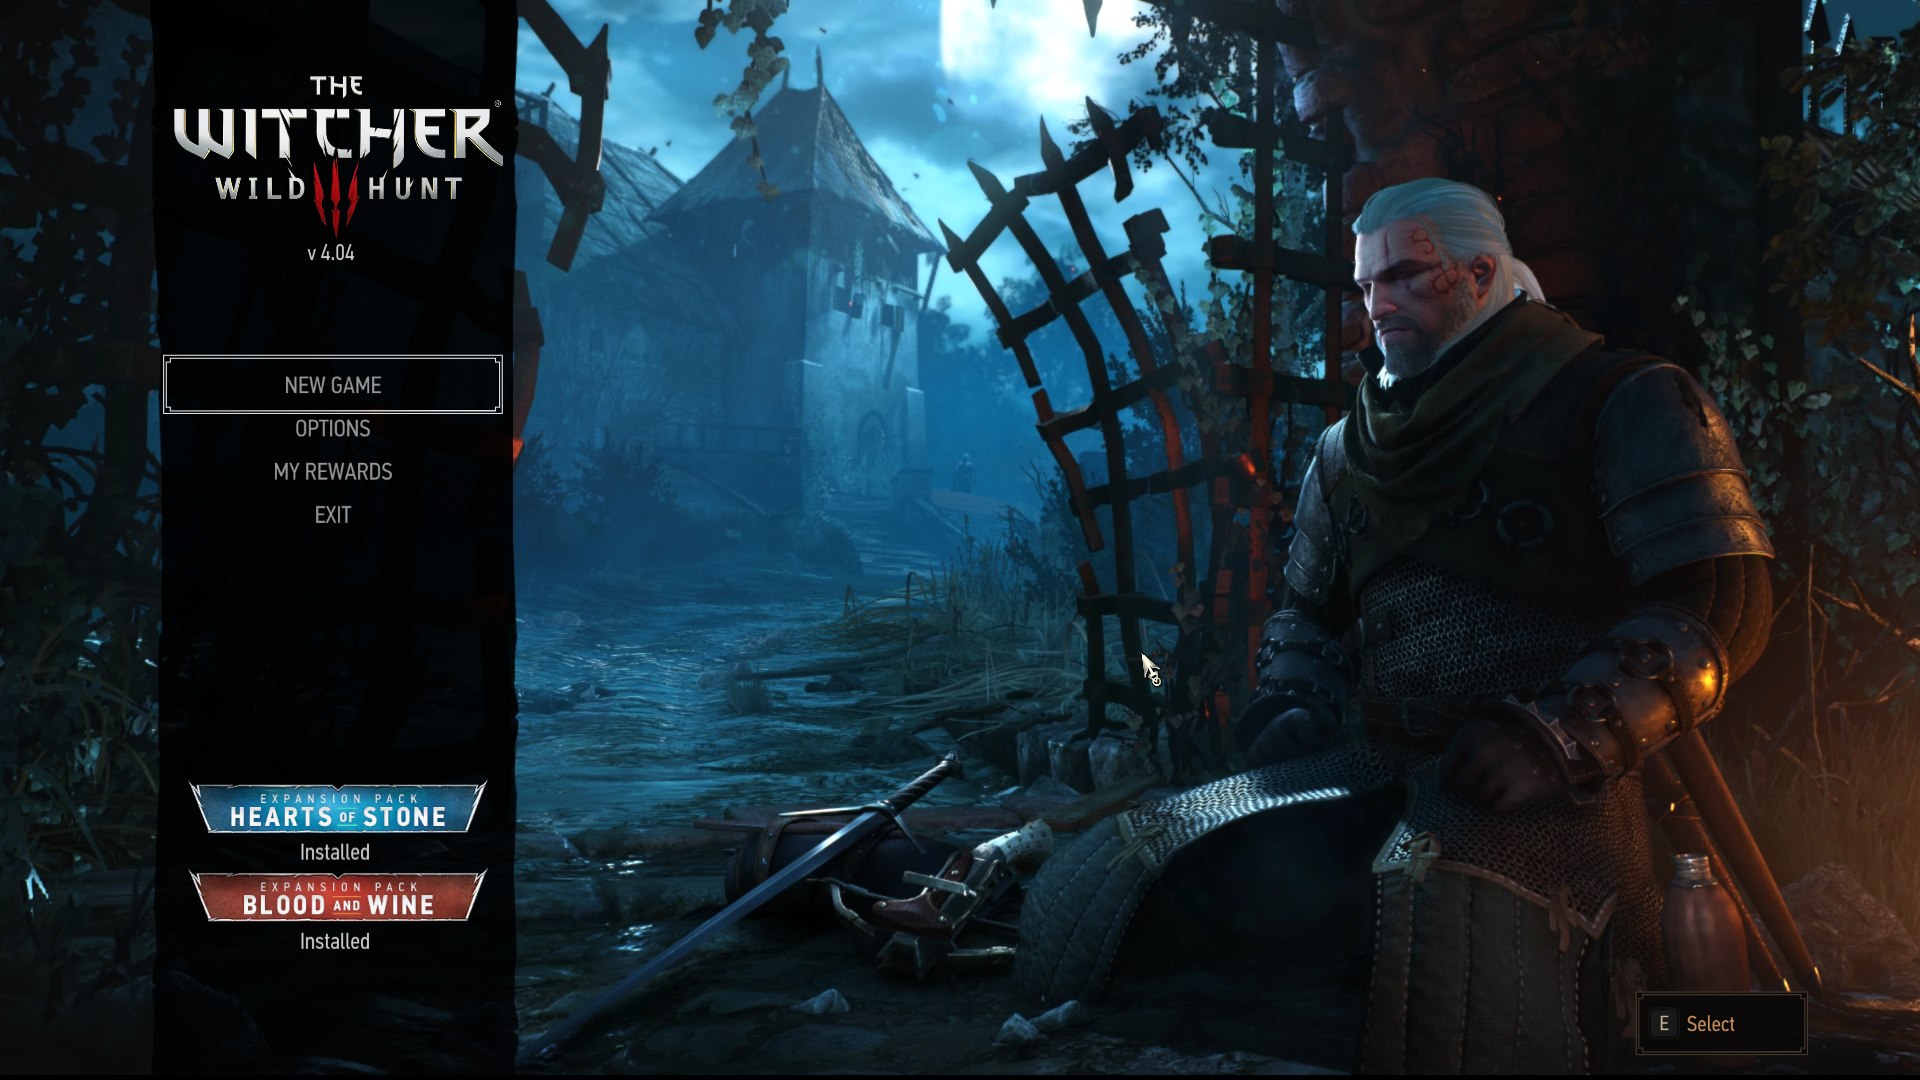 THE
WITCHER®
WILD III HUNT
v 4.04
NEW GAME
OPTIONS
MY REWARDS
EXIT
EXPANSION PACK
HEARTS OF STONE
Installed
EXPANSION PACK
BLOOD AND WINE
Installed
E Select